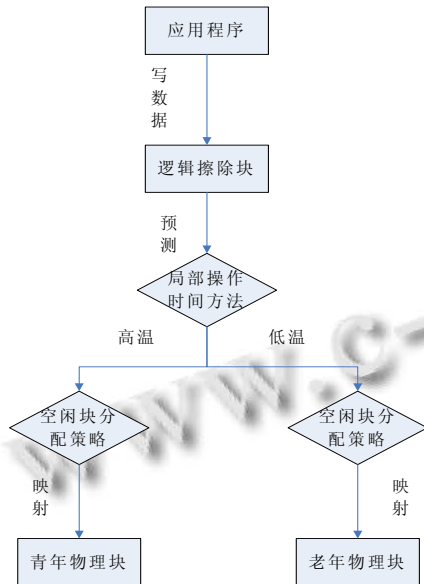 应用程序
写数据
逻辑擦除块
预测
局部操作
时间方法
高温
低温
空闲块分
配策略
空闲块分
配策略
映射
映射
青年物理块
老年物理块
www.c-